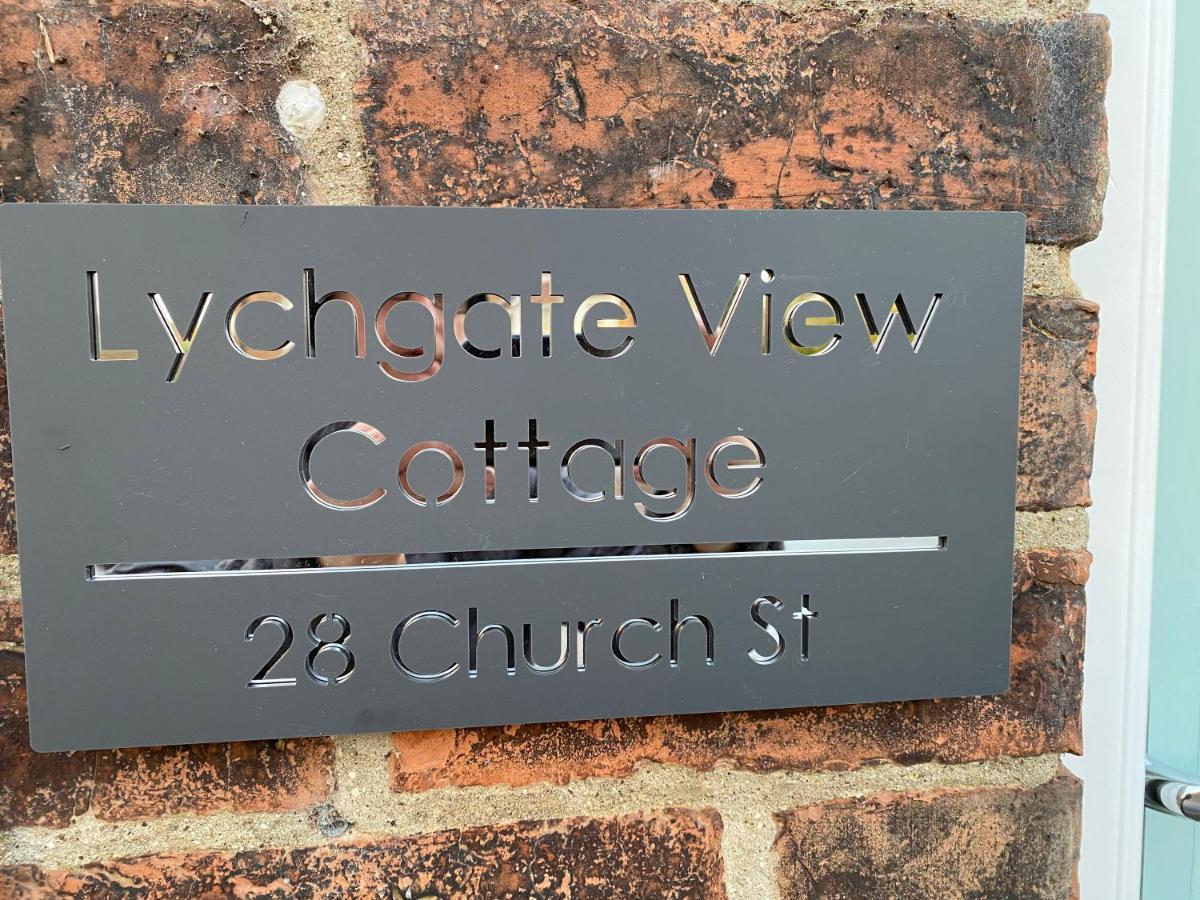 Lychgate View
Cottage
28 Church St